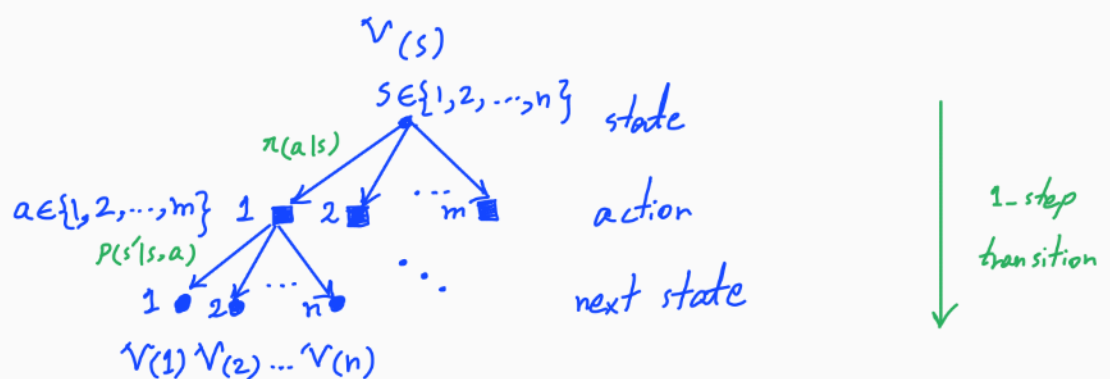 V(s)
s∈{1,2,...,n} state
π(a|s)
a∈{1,2,...,m} 1 2 ... m action
1-step
transition
P(s'|s,a)
1 2 ... n ... next state
V(1) V(2) ... V(n)